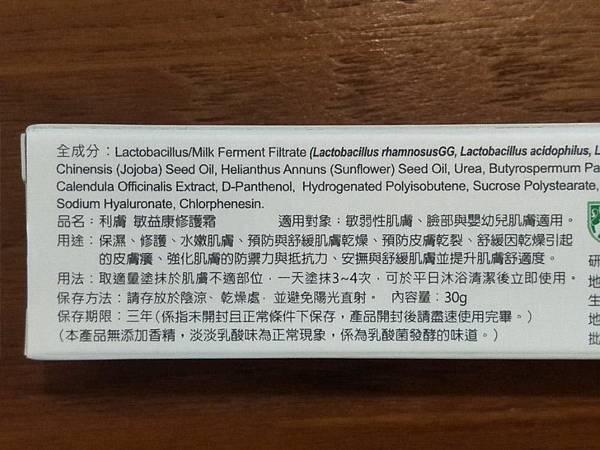 全成分：Lactobacillus/Milk Ferment Filtrate (Lactobacillus rhamnosusGG, Lactobacillus acidophilus, L
Chinensis (Jojoba) Seed Oil, Helianthus Annuns (Sunflower) Seed Oil, Urea, Butyrospermum Pa
Calendula Officinalis Extract, D-Panthenol, Hydrogenated Polyisobutene, Sucrose Polystearate,
Sodium Hyaluronate, Chlorphenesin.
品名：利膚 敏益康修護霜 適用對象：敏弱性肌膚、臉部與嬰幼兒肌膚適用。
用途：保濕、修護、水嫩肌膚、預防與舒緩肌膚乾燥、預防皮膚乾裂、舒緩因乾燥引起
的皮膚癢、強化肌膚的防禦力與抵抗力、安撫與舒緩肌膚並提升肌膚舒適度。
用法：取適量塗抹於肌膚不適部位，一天塗抹3~4次，可於平日沐浴清潔後立即使用。
保存方法：請存放於陰涼、乾燥處，並避免陽光直射。 內容量：30g
保存期限：三年(係指未開封且正常條件下保存，產品開封後請盡速使用完畢。)
(本產品無添加香精，淡淡乳酸味為正常現象，係為乳酸菌發酵的味道。)
研
地
生
地
批